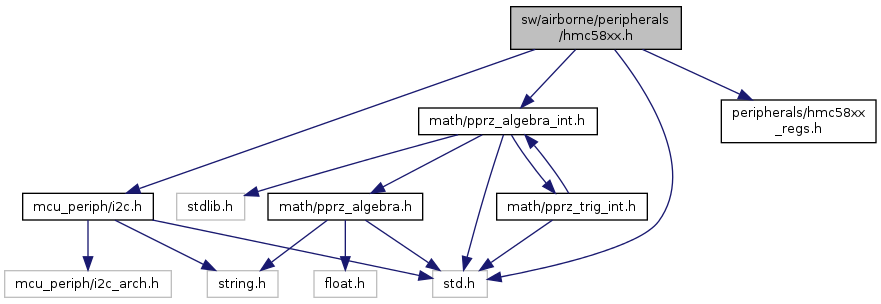 sw/airborne/peripherals
/hmc58xx.h
math/pprz_algebra_int.h
peripherals/hmc58xx
_regs.h
mcu_periph/i2c.h
stdlib.h
math/pprz_algebra.h
math/pprz_trig_int.h
mcu_periph/i2c_arch.h
string.h
float.h
std.h